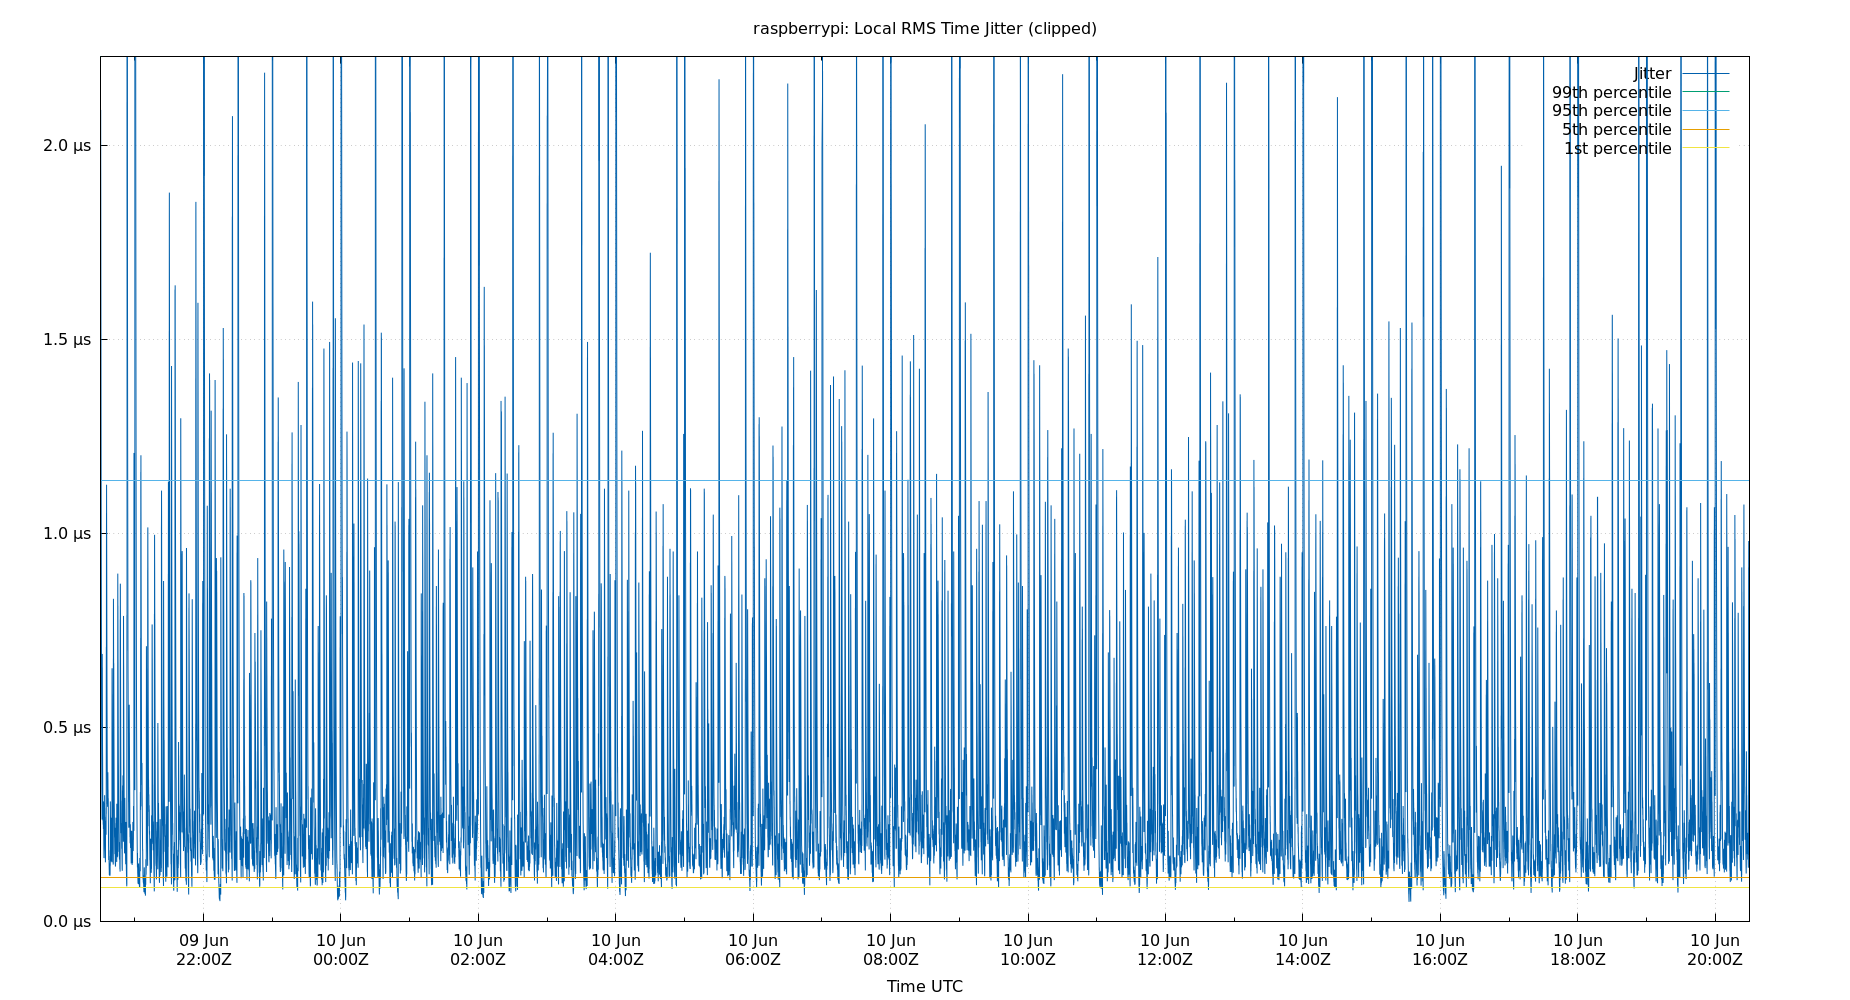 raspberrypi: Local RMS Time Jitter (clipped)
Jitter
99th percentile
95th percentile
5th percentile
1st percentile
2.0 µs
1.5 µs
1.0 µs
0.5 µs
0.0 µs
09 Jun 10 Jun 10 Jun 10 Jun 10 Jun 10 Jun 10 Jun 10 Jun 10 Jun 10 Jun 10 Jun 10 Jun
22:00Z 00:00Z 02:00Z 04:00Z 06:00Z 08:00Z 10:00Z 12:00Z 14:00Z 16:00Z 18:00Z 20:00Z
Time UTC